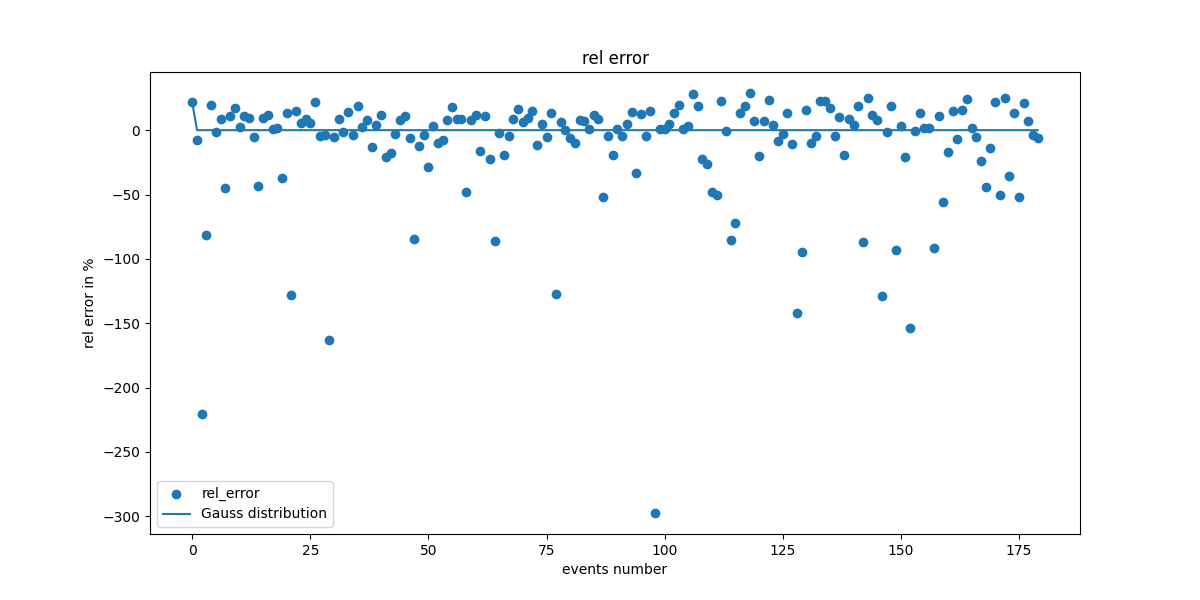 rel error
0
−50
−100
−150
−200
−250
−300
rel error in %
rel_error
Gauss distribution
0 25 50 75 100 125 150 175
events number